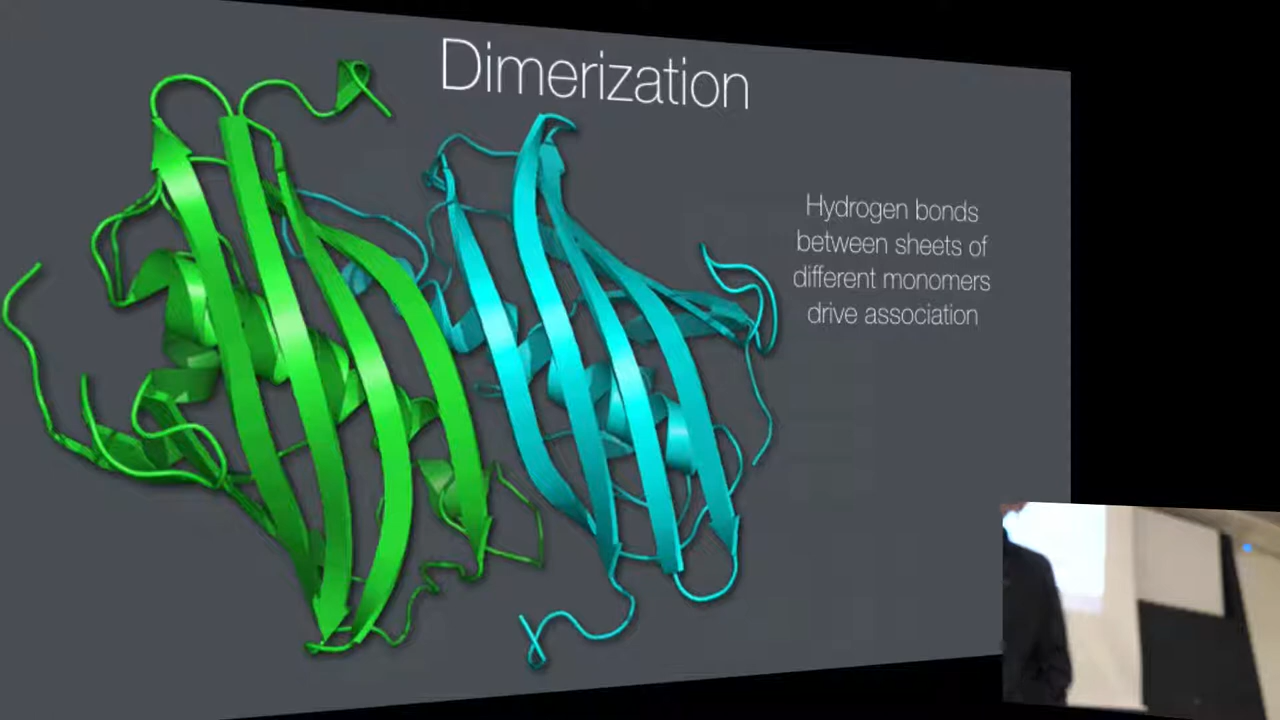 Dimerization
Hydrogen bonds
between sheets of
different monomers
drive association